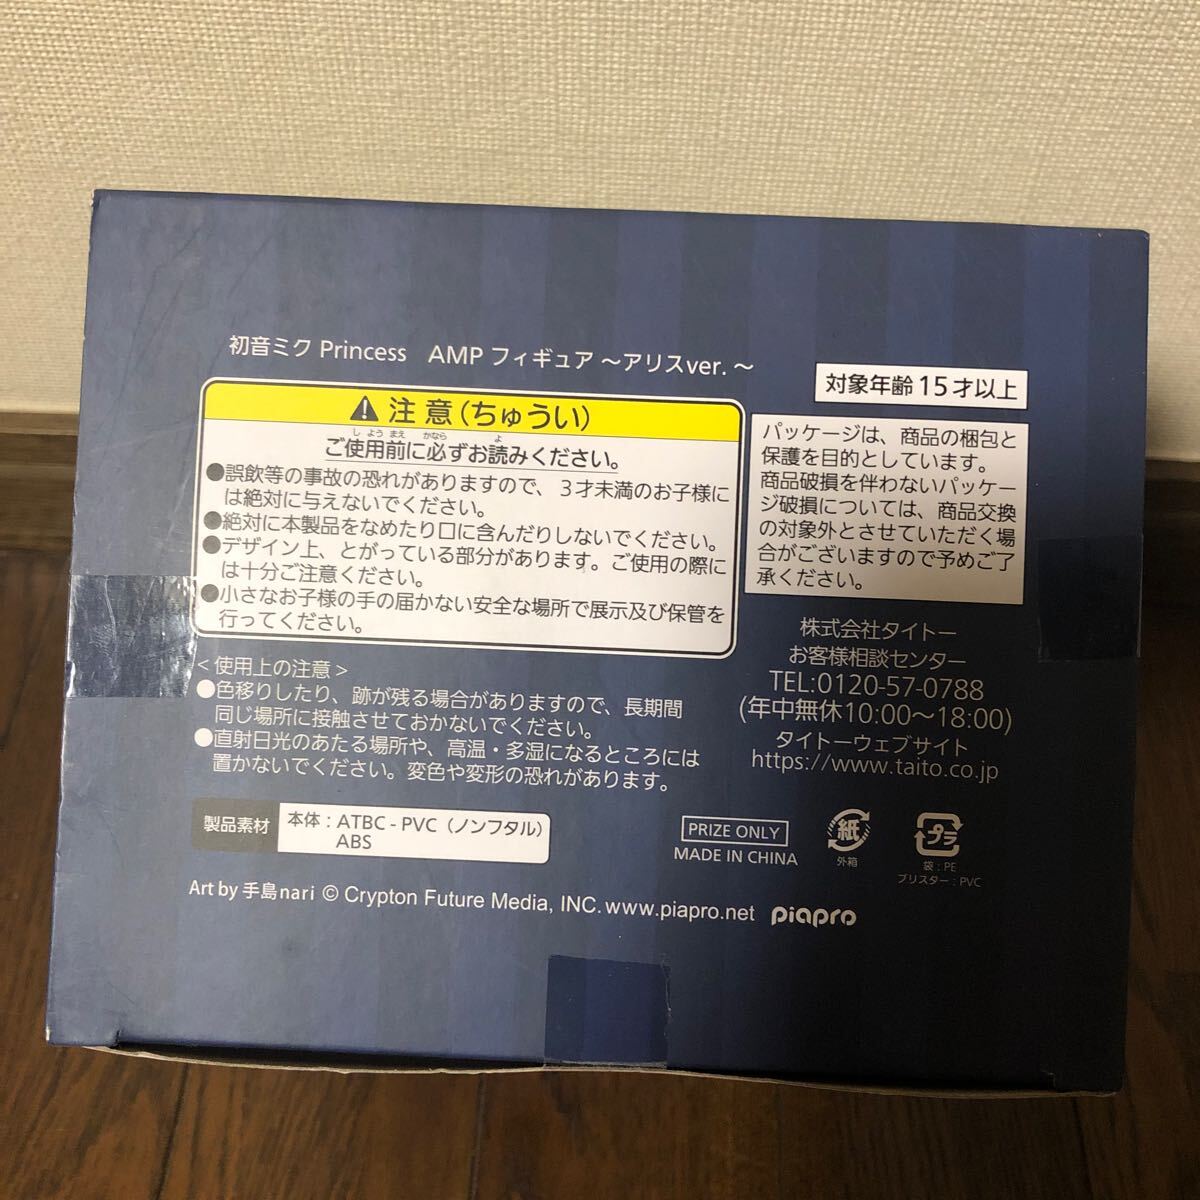 初音ミク Princess AMP フィギュア ～アリスver.～
対象年齢15才以上
注意(ちゅうい)
ご使用前に必ずお読みください。
●誤飲等の事故の恐れがありますので、3才未満のお子様に
は絶対に与えないでください。
●絶対に本製品をなめたり口に含んだりしないでください。
●デザイン上、とがっている部分があります。ご使用の際に
は十分ご注意ください。
●小さなお子様の手の届かない安全な場所で展示及び保管を
行ってください。
パッケージは、商品の梱包と
保護を目的としています。
商品破損を伴わないパッケー
ジ破損については、商品交換
の対象外とさせていただく場
合がございますので予めご了
承ください。
＜使用上の注意＞
●色移りしたり、跡が残る場合がありますので、長期間
同じ場所に接触させておかないでください。
●直射日光のあたる場所や、高温・多湿になるところには
置かないでください。変色や変形の恐れがあります。
株式会社タイトー
お客様相談センター
TEL:0120-57-0788
(年中無休10:00～18:00)
タイトーウェブサイト
https://www.taito.co.jp
製品素材
本体：ATBC-PVC（ノンフタル）
ABS
PRIZE ONLY
MADE IN CHINA
紙
外箱
プラ
袋：PE
ブリスター：PVC
Art by 手島nari © Crypton Future Media, INC. www.piapro.net piapro